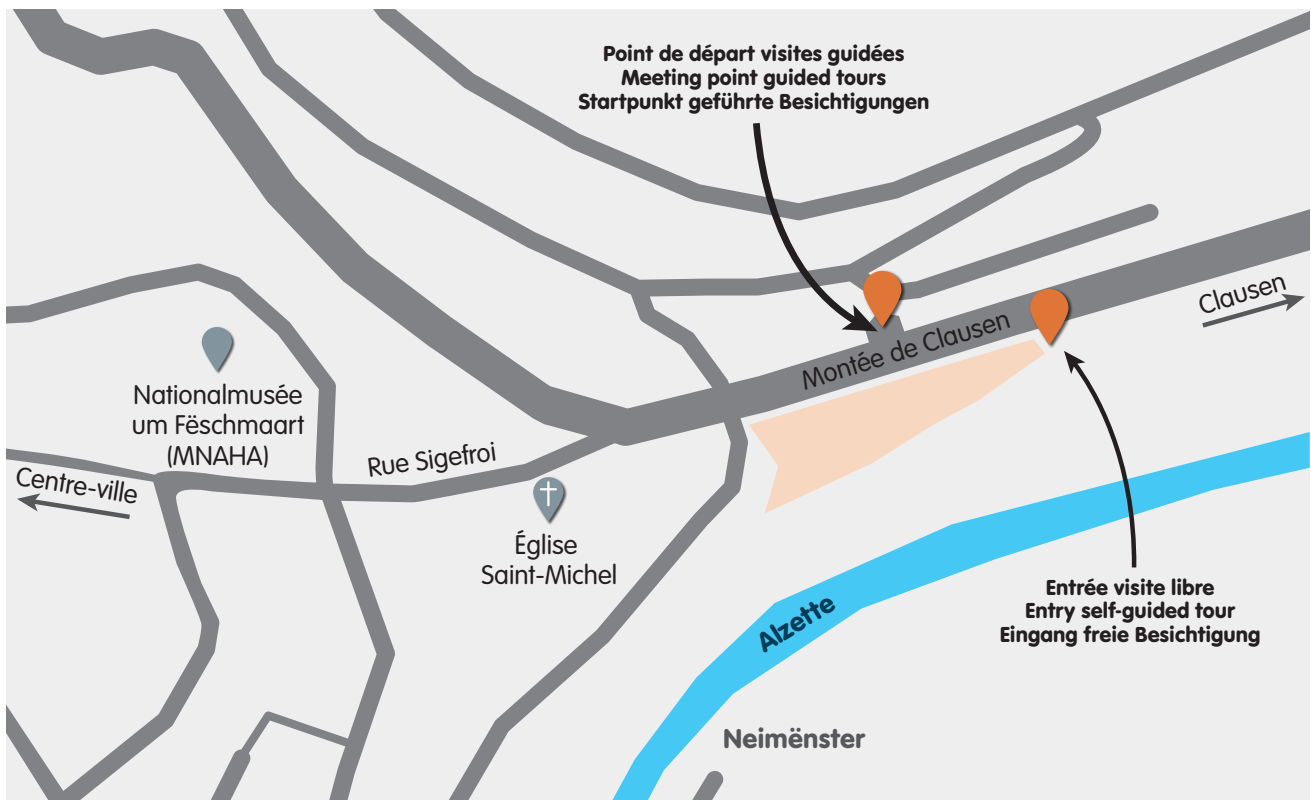 Point de départ visites guidées
Meeting point guided tours
Startpunkt geführte Besichtigungen
Clausen
Montée de Clausen
Nationalmusée
um Fëschmaart
(MNAHA)
Rue Sigefroi
Centre-ville
Église
Saint-Michel
Entrée visite libre
Entry self-guided tour
Eingang freie Besichtigung
Alzette
Neimënster